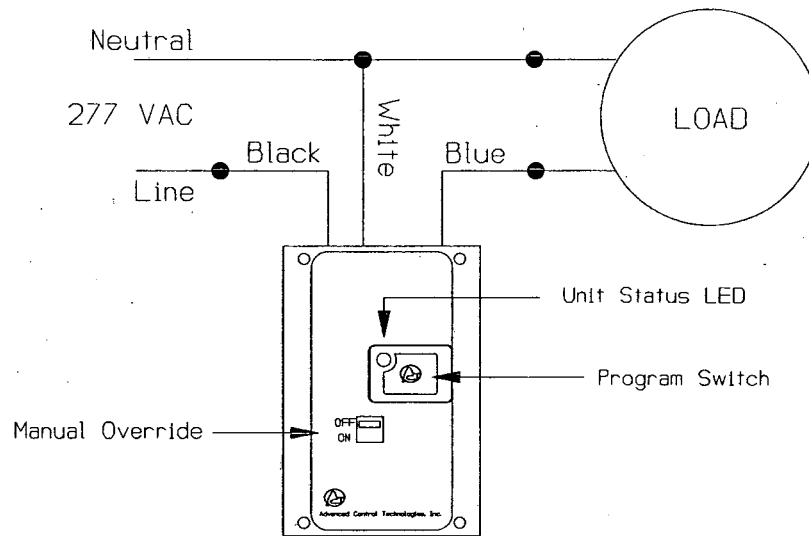 Neutral
277 VAC
White
LOAD
Black
Blue
Line
Unit Status LED
Program Switch
Manual Override
OFF
ON
Advanced Control Technologies, Inc.